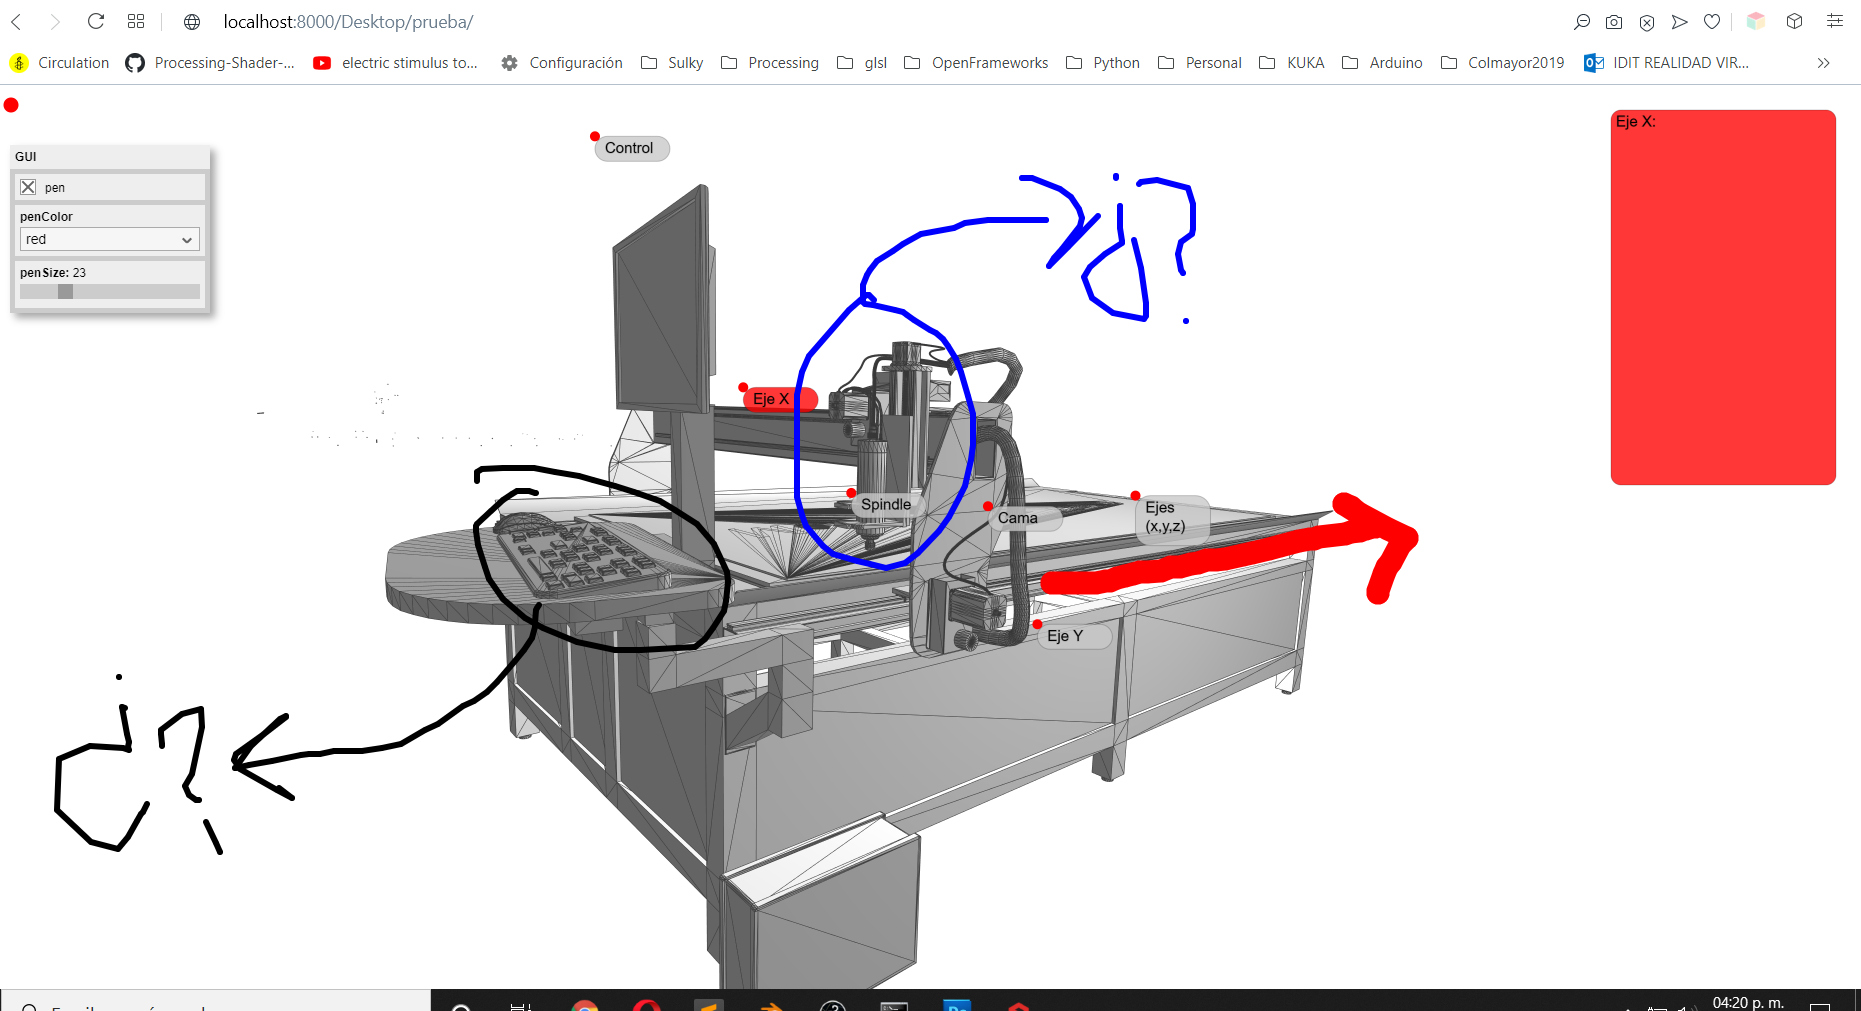 localhost:8000/Desktop/prueba/
Circulation Processing-Shader-... electric stimulus to... Configuración Sulky Processing glsl OpenFrameworks Python Personal KUKA Arduino Colmayor2019 IDIT REALIDAD VIR...
GUI
pen
penColor
red
penSize: 23
Control
Eje X:
¿?
Eje X
Spindle
Cama
Ejes
(x,y,z)
Eje Y
¿?
04:20 p. m.